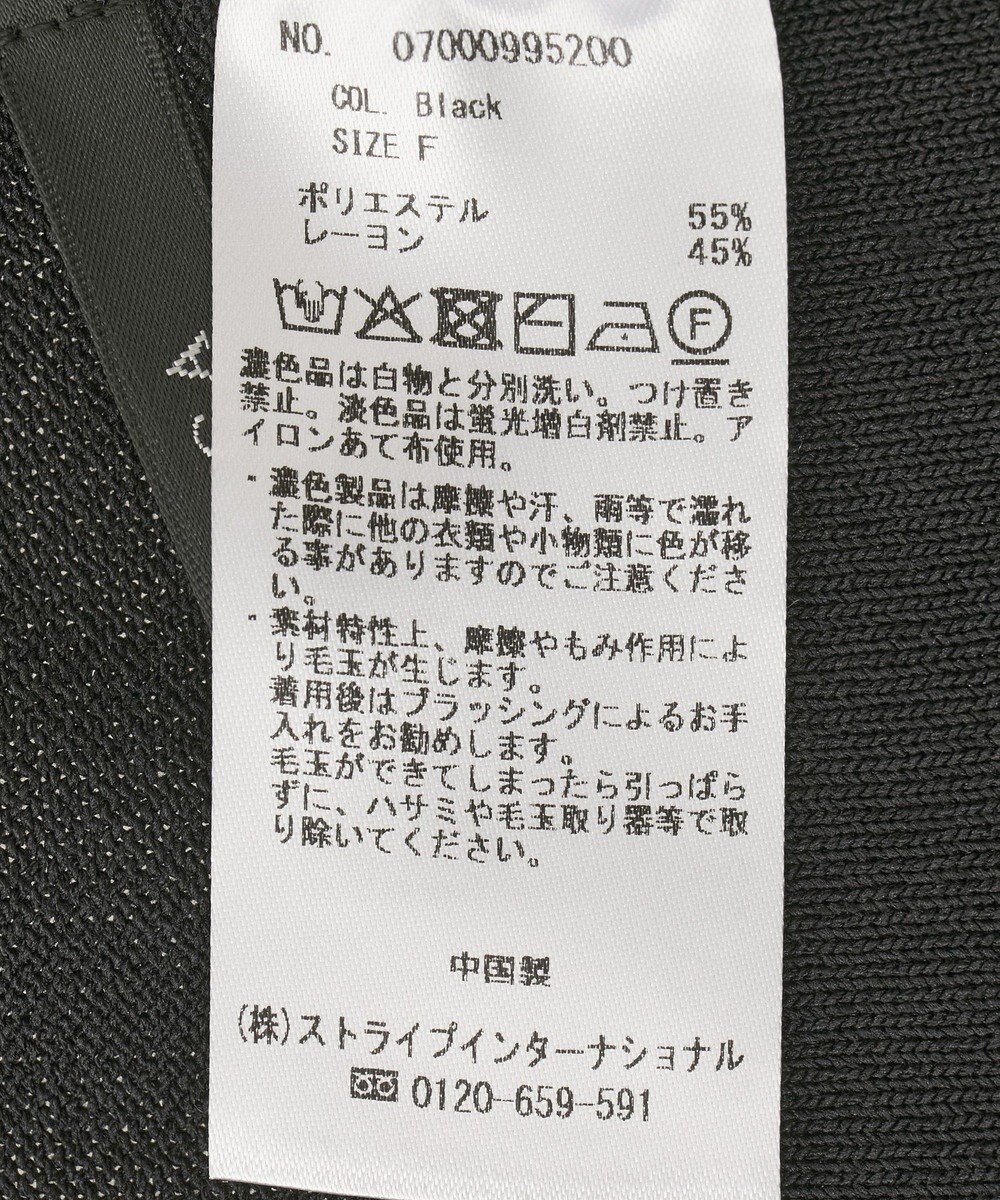 NO. 07000995200
COL. Black
SIZE F
ポリエステル 55%
レーヨン 45%
F
濃色品は白物と分別洗い。つけ置き
禁止。淡色品は蛍光増白剤禁止。ア
イロンあて布使用。
・濃色製品は摩擦や汗、雨等で濡れ
た際に他の衣類や小物類に色が移
る事がありますのでご注意くださ
い。
・素材特性上、摩擦やもみ作用によ
り毛玉が生じます。
着用後はブラッシングによるお手
入れをお勧めします。
毛玉ができてしまったら引っぱら
ずに、ハサミや毛玉取り器等で取
り除いてください。
中国製
(株)ストライプインターナショナル
0120-659-591